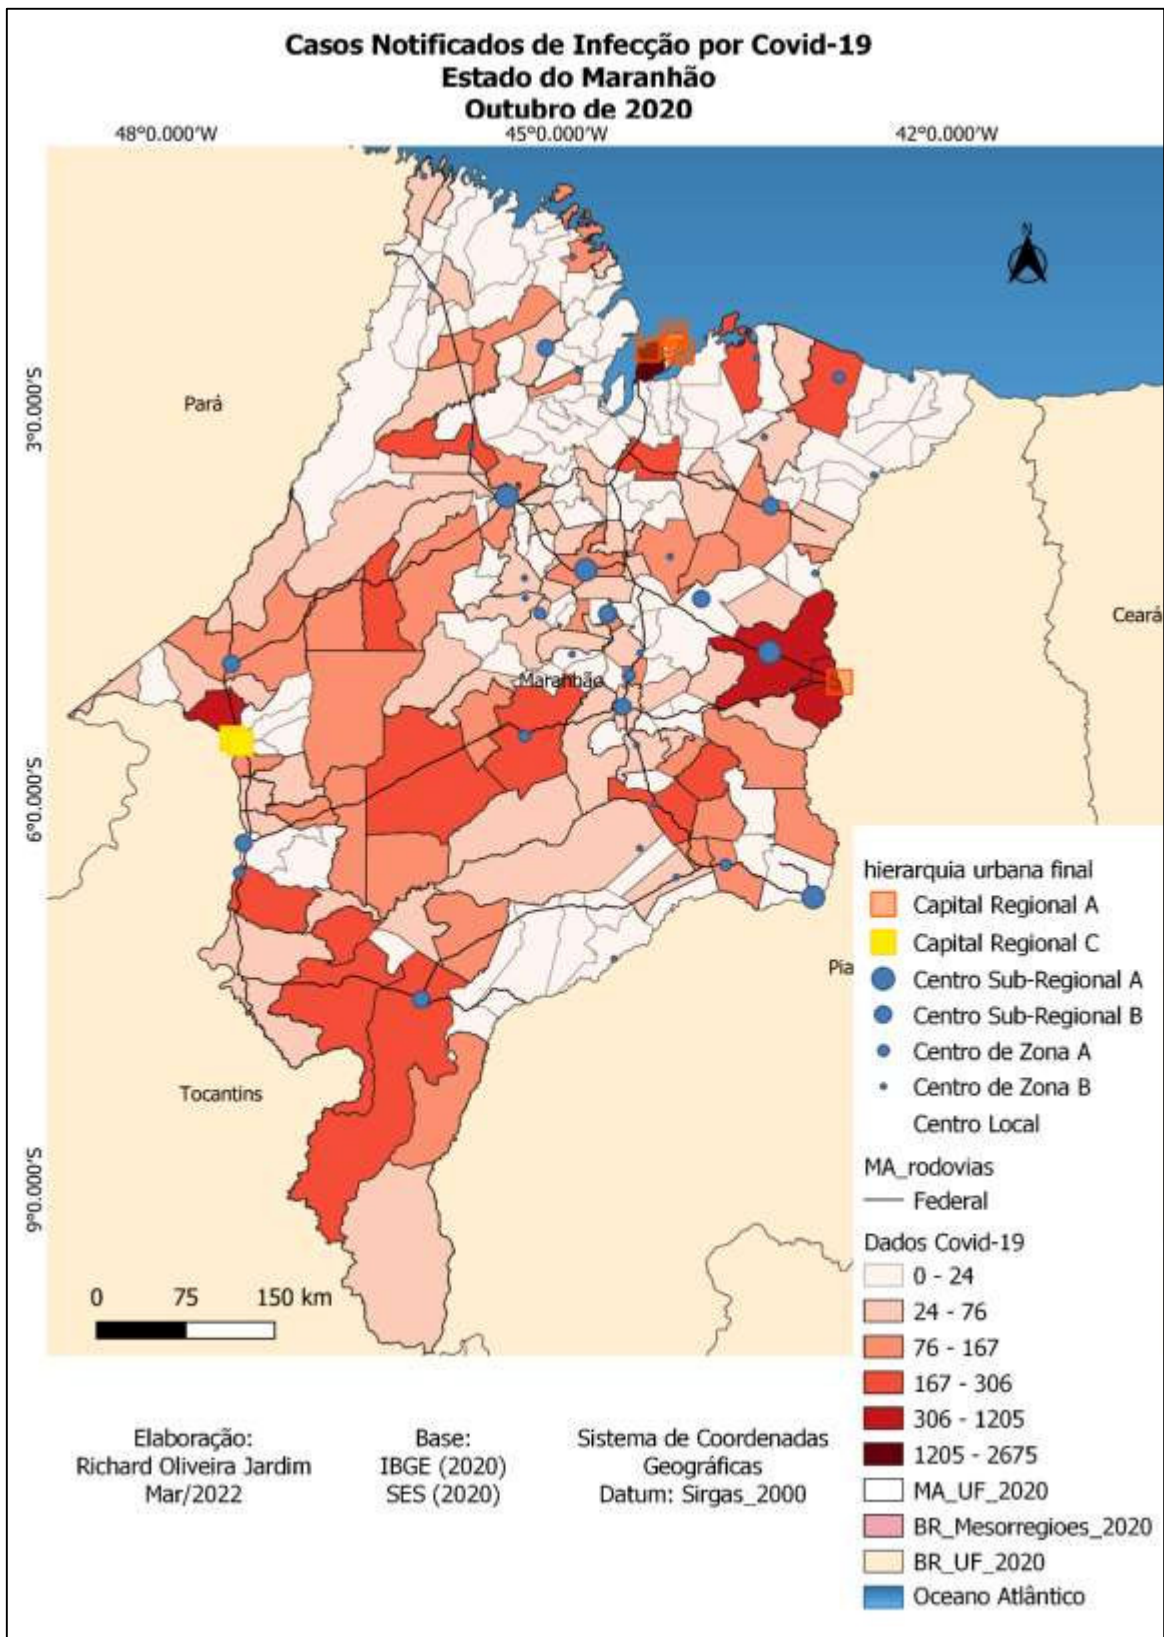 Casos Notificados de Infecção por Covid-19
Estado do Maranhão
Outubro de 2020
48°0.000'W
45°0.000'W
42°0.000'W
N
3°0.000'S
Pará
Ceará
Maranhão
6°0.000'S
Pia
Tocantins
9°0.000'S
0 75 150 km
hierarquia urbana final
Capital Regional A
Capital Regional C
Centro Sub-Regional A
Centro Sub-Regional B
Centro de Zona A
Centro de Zona B
Centro Local
MA_rodovias
Federal
Dados Covid-19
0 - 24
24 - 76
76 - 167
167 - 306
306 - 1205
1205 - 2675
MA_UF_2020
BR_Mesorregioes_2020
BR_UF_2020
Oceano Atlântico
Elaboração:
Richard Oliveira Jardim
Mar/2022
Base:
IBGE (2020)
SES (2020)
Sistema de Coordenadas
Geográficas
Datum: Sirgas_2000